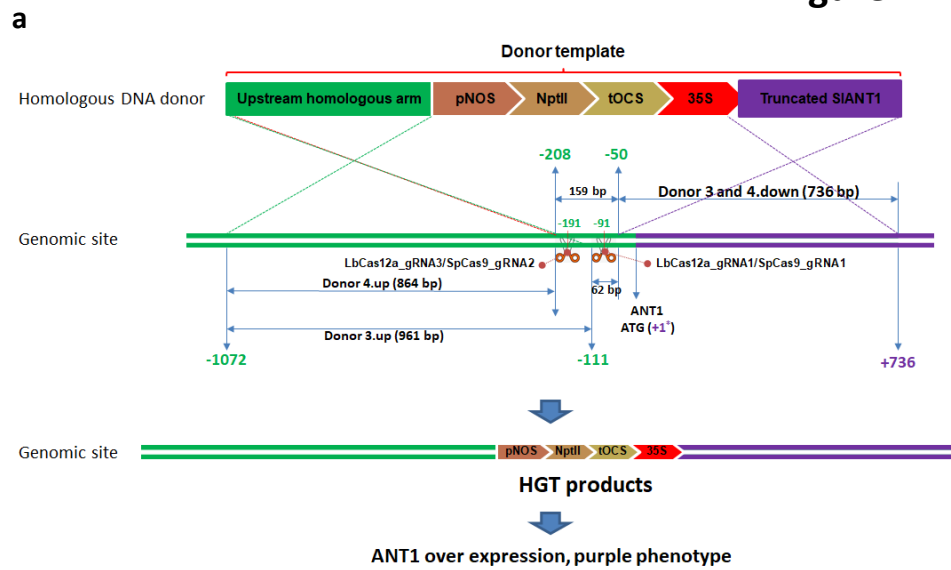 a
Donor template
Homologous DNA donor
Upstream homologous arm
pNOS
NptII
tOCS
35S
Truncated SlANT1
-208
-50
159 bp
Donor 3 and 4.down (736 bp)
-191
-91
Genomic site
LbCas12a_gRNA3/SpCas9_gRNA2
LbCas12a_gRNA1/SpCas9_gRNA1
Donor 4.up (864 bp)
62 bp
ANT1
ATG (+1*)
Donor 3.up (961 bp)
-1072
-111
+736
Genomic site
pNOS
NptII
tOCS
35S
HGT products
ANT1 over expression, purple phenotype